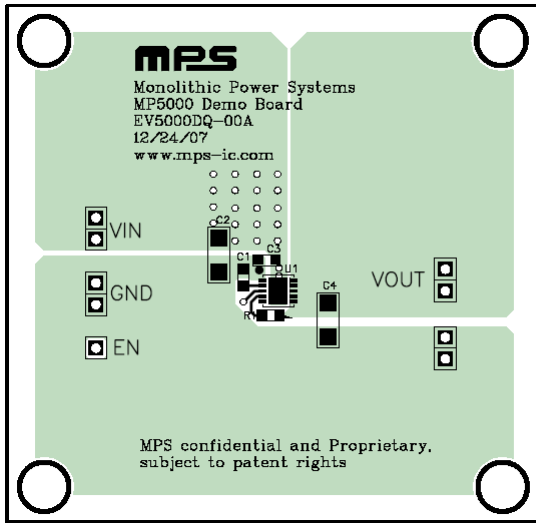 mps
Monolithic Power Systems
MP5000 Demo Board
EV5000DQ-00A
12/24/07
www.mps-ic.com
C2
VIN
C3
C1
U1
VOUT
GND
C4
R1
EN
MPS confidential and Proprietary,
subject to patent rights